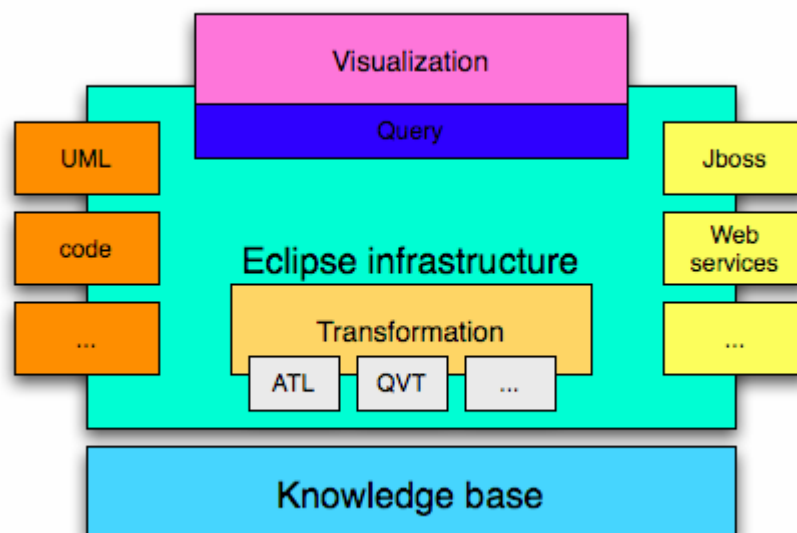 Visualization
Query
UML
Jboss
code
Web
services
Eclipse infrastructure
...
Transformation
...
ATL
QVT
...
Knowledge base